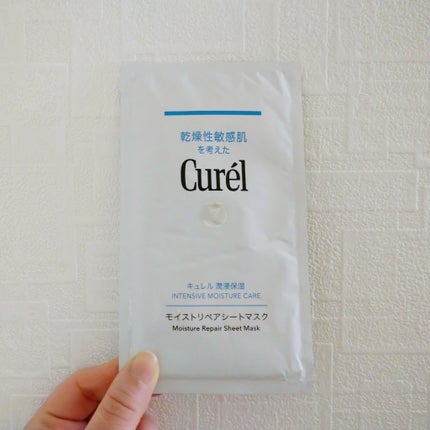 乾燥性敏感肌
を考えた
Curél
キュレル 潤浸保湿
INTENSIVE MOISTURE CARE
モイストリペアシートマスク
Moisture Repair Sheet Mask